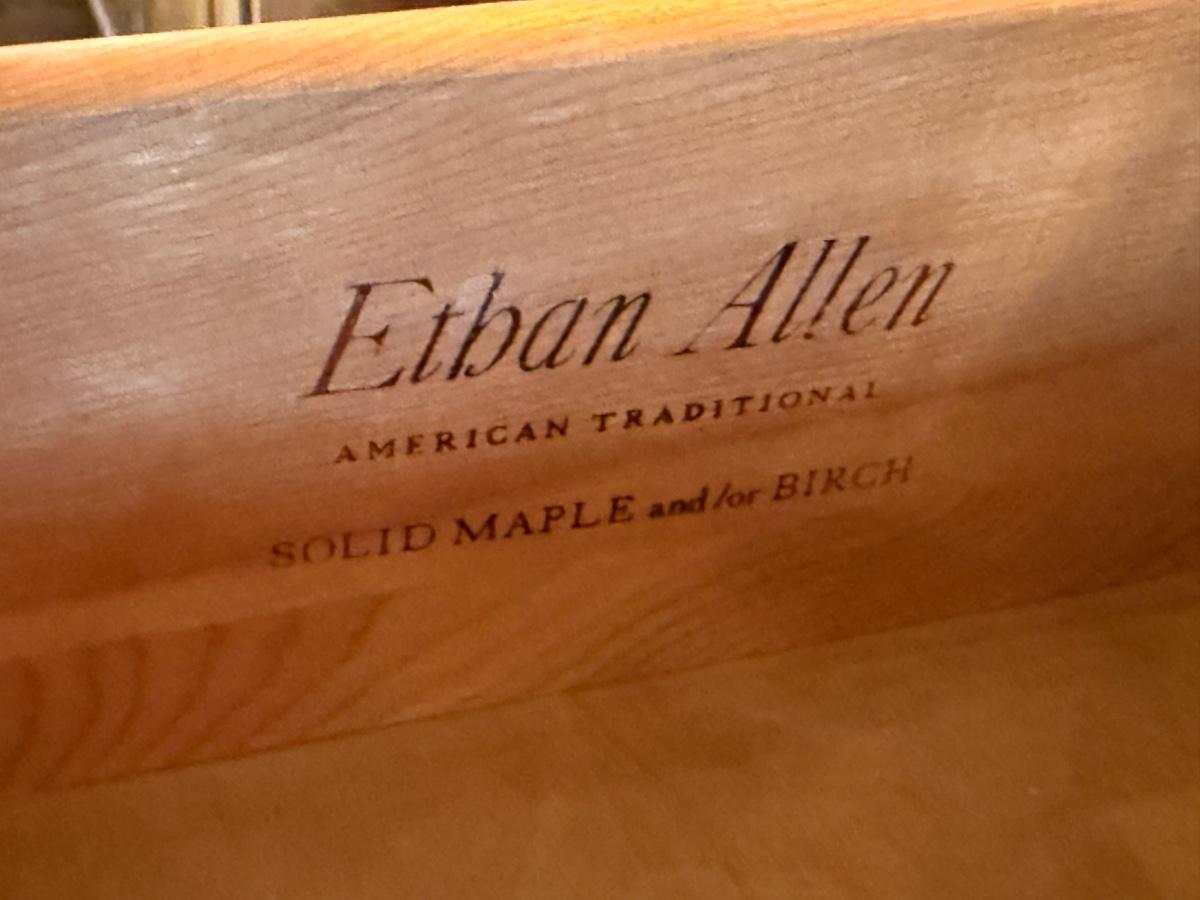 Ethan Allen
AMERICAN TRADITIONAL
SOLID MAPLE and/or BIRCH